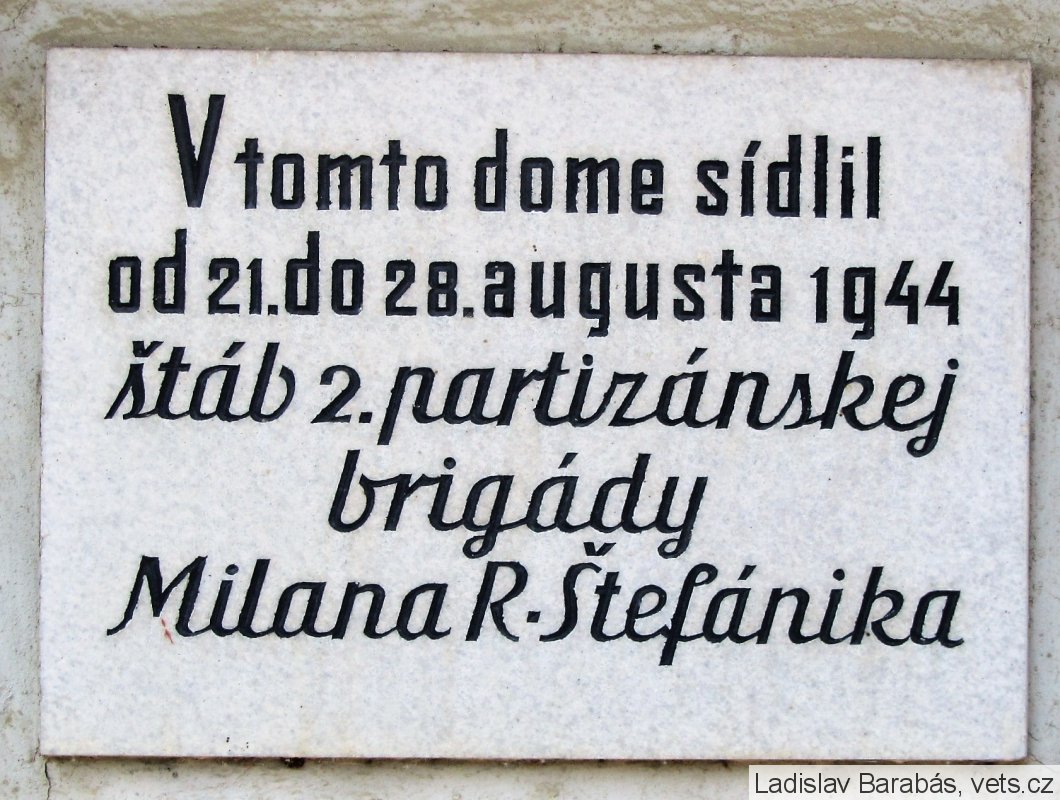 V tomto dome sídlil
od 21. do 28. augusta 1944
štáb 2. partizánskej
brigády
Milana R. Štefánika
Ladislav Barabás, vets.cz